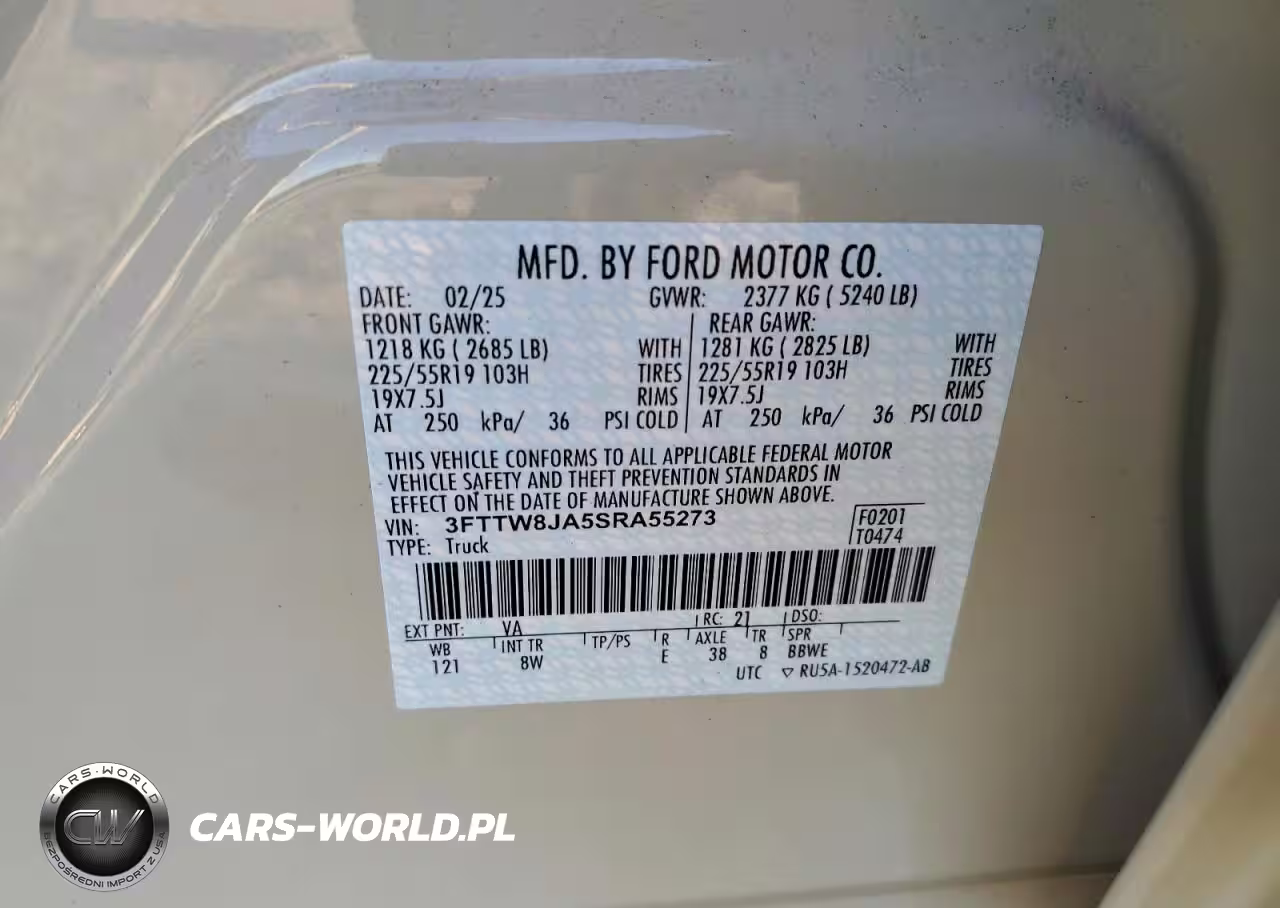 MFD. BY FORD MOTOR CO.
DATE: 02/25 GVWR: 2377 KG ( 5240 LB)
FRONT GAWR: REAR GAWR:
1218 KG ( 2685 LB) WITH 1281 KG ( 2825 LB) WITH
225/55R19 103H TIRES 225/55R19 103H TIRES
19X7.5J RIMS 19X7.5J RIMS
AT 250 kPa/ 36 PSI COLD AT 250 kPa/ 36 PSI COLD
THIS VEHICLE CONFORMS TO ALL APPLICABLE FEDERAL MOTOR
VEHICLE SAFETY AND THEFT PREVENTION STANDARDS IN
EFFECT ON THE DATE OF MANUFACTURE SHOWN ABOVE.
VIN: 3FTTW8JA5SRA55273 F0201
TYPE: Truck T0474
EXT PNT: VA RC: 21 DSO:
WB INT TR TP/PS R AXLE TR SPR
121 8W E 38 8 BBWE
UTC ▽ RU5A-1520472-AB
CARS-WORLD
CW
BEZPOŚREDNI IMPORT Z USA
CARS-WORLD.PL